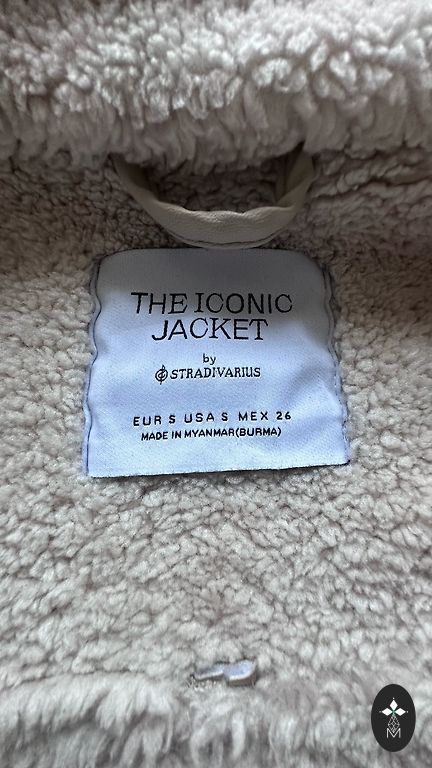 THE ICONIC
JACKET
by
STRADIVARIUS
EUR S USA S MEX 26
MADE IN MYANMAR(BURMA)
M